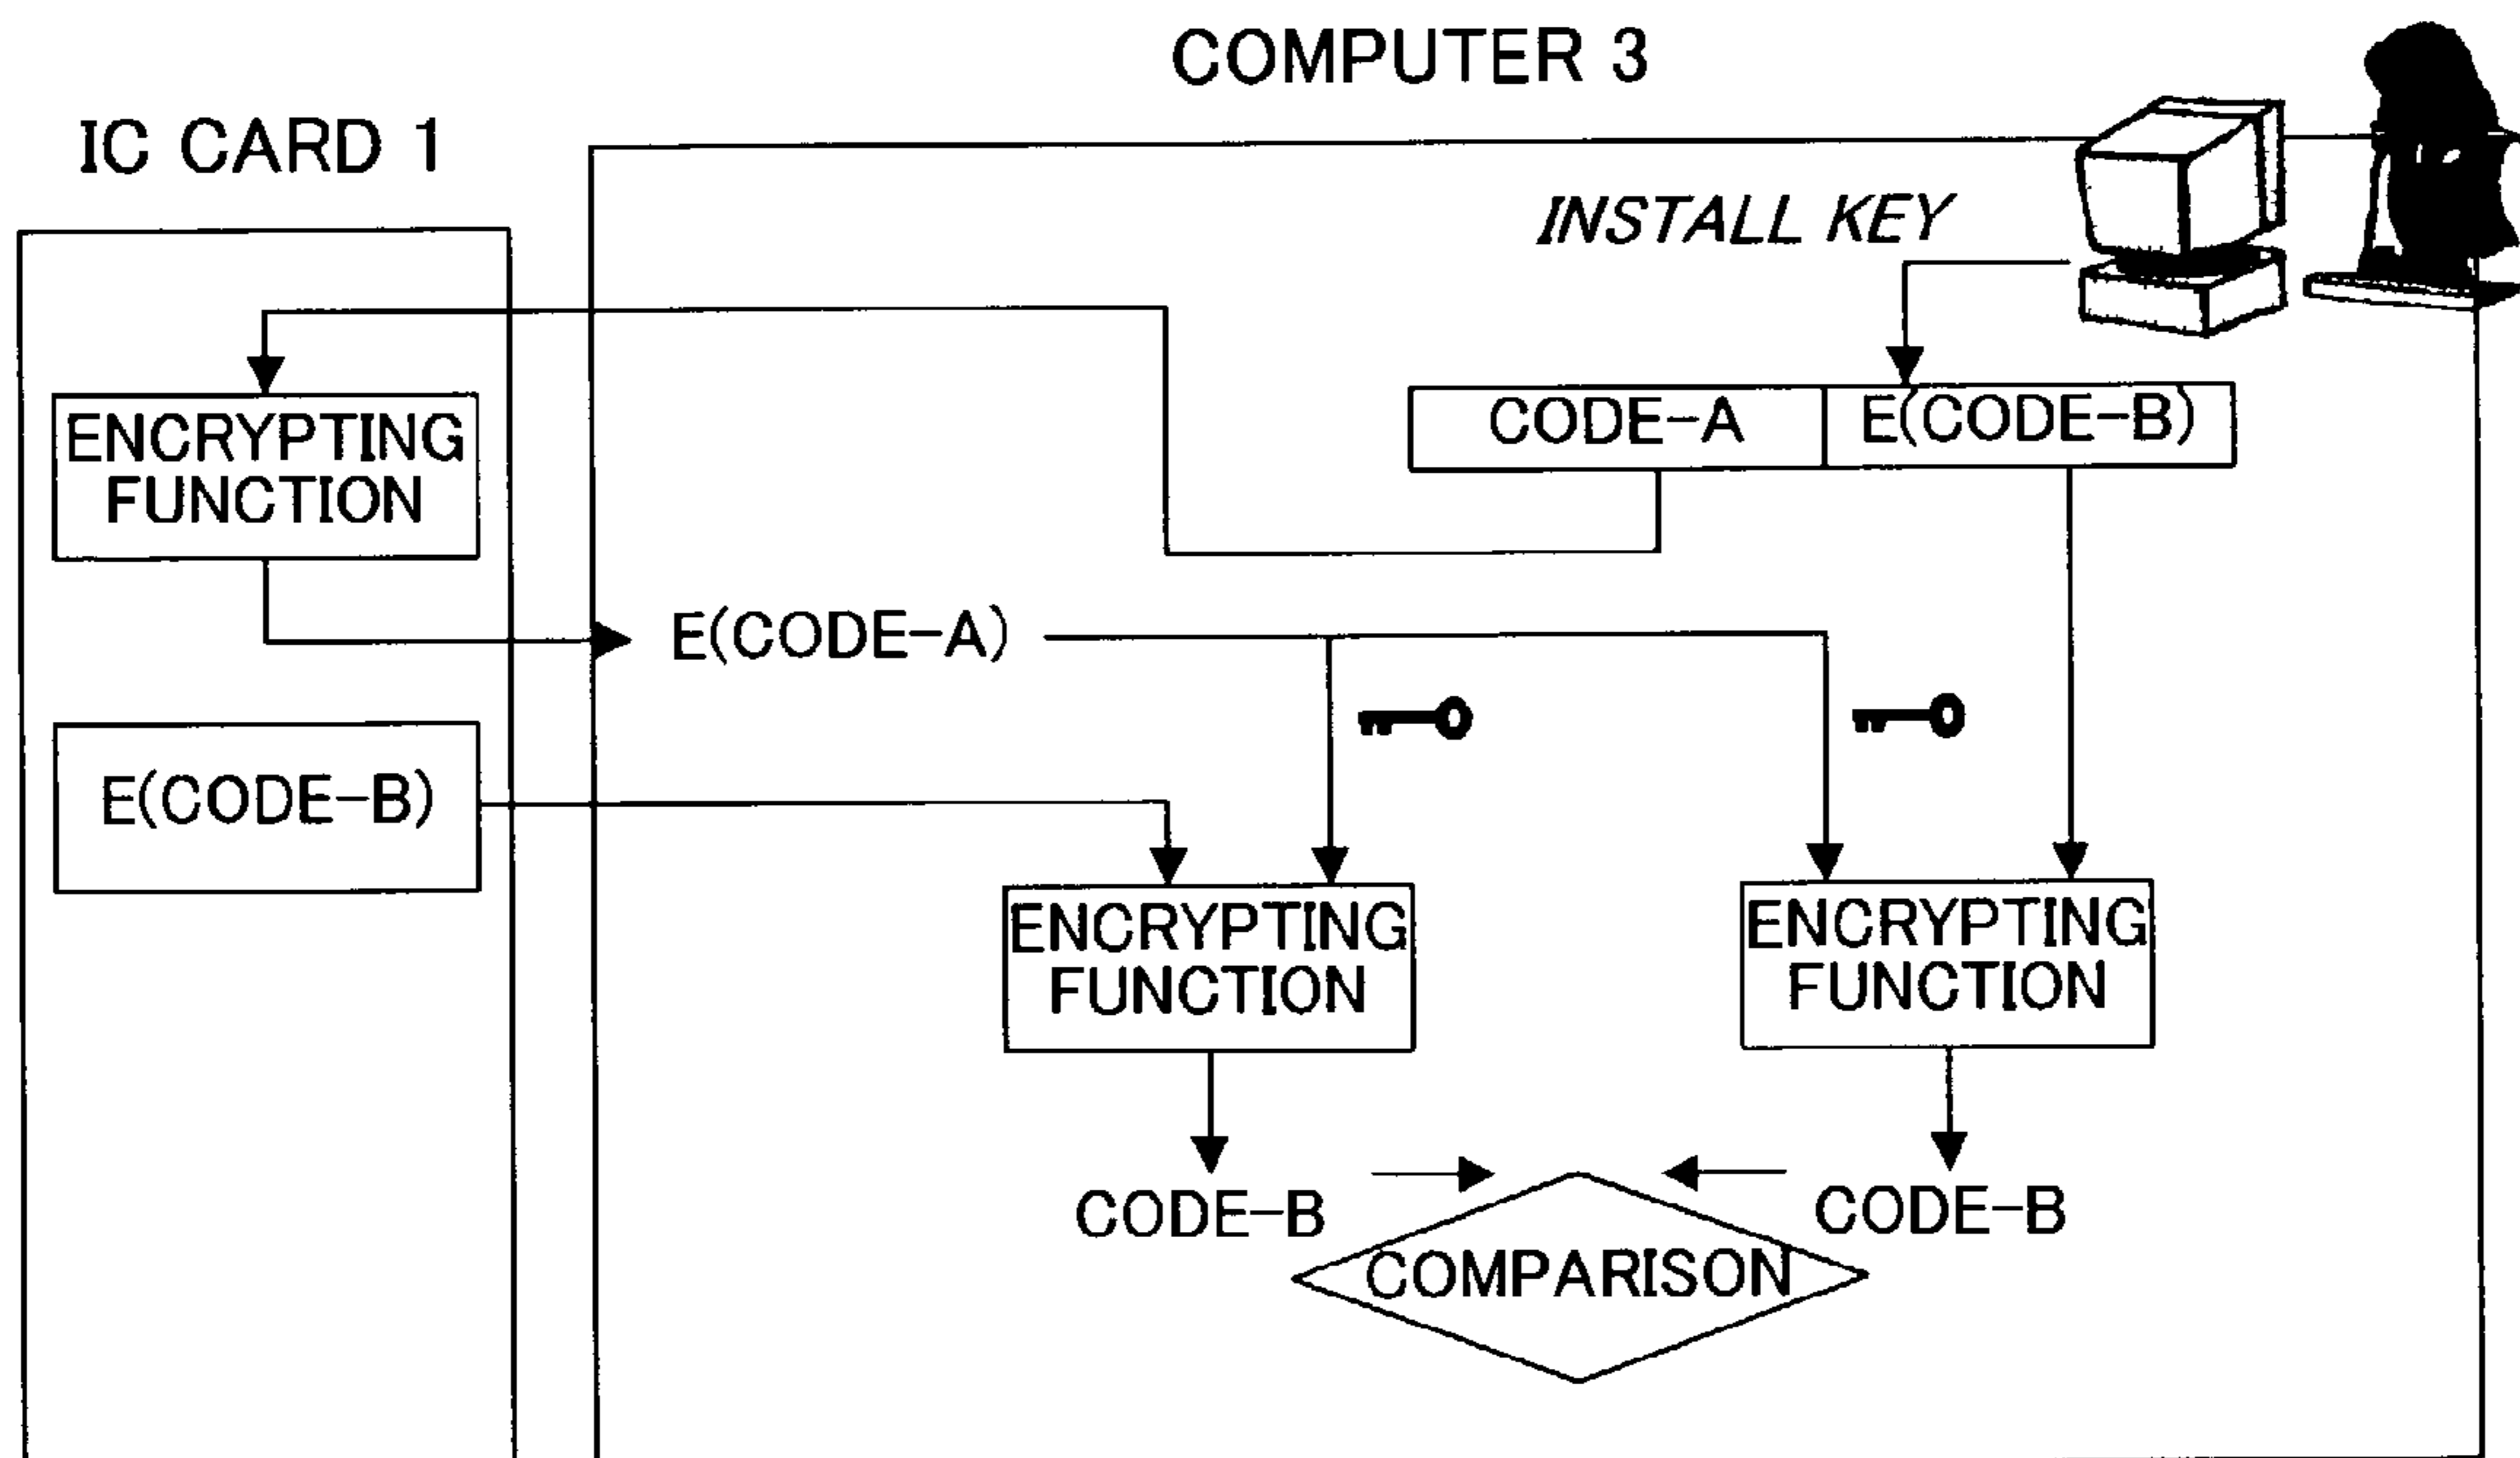 COMPUTER 3
IC CARD 1
INSTALL KEY
CODE-A
E(CODE-B)
ENCRYPTING
FUNCTION
E(CODE-A)
E(CODE-B)
ENCRYPTING
FUNCTION
ENCRYPTING
FUNCTION
CODE-B
CODE-B
COMPARISON